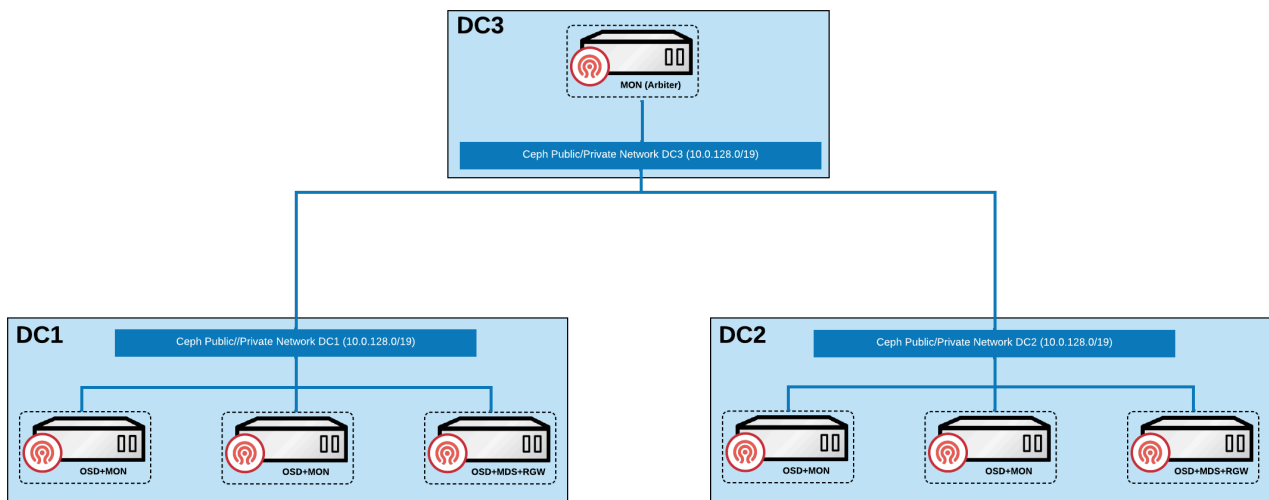 DC3
MON (Arbiter)
Ceph Public/Private Network DC3 (10.0.128.0/19)
DC1
Ceph Public//Private Network DC1 (10.0.128.0/19)
OSD+MON
OSD+MON
OSD+MDS+RGW
DC2
Ceph Public/Private Network DC2 (10.0.128.0/19)
OSD+MON
OSD+MON
OSD+MDS+RGW